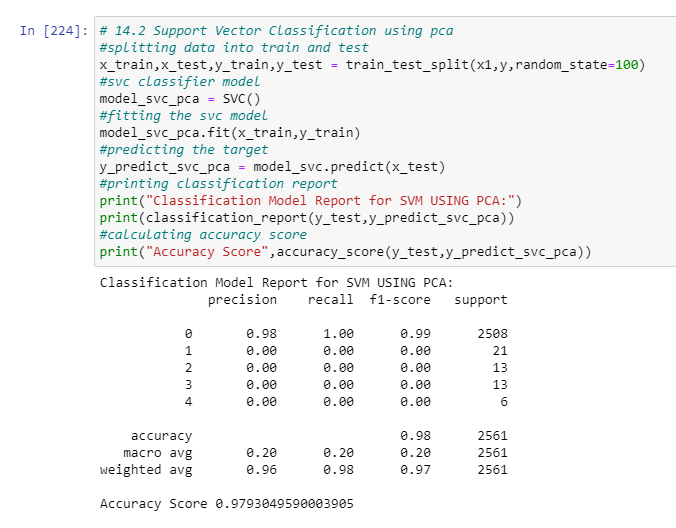 In [224]: # 14.2 Support Vector Classification using pca
#splitting data into train and test
x_train,x_test,y_train,y_test = train_test_split(x1,y,random_state=100)
#svc classifier model
model_svc_pca = SVC()
#fitting the svc model
model_svc_pca.fit(x_train,y_train)
#predicting the target
y_predict_svc_pca = model_svc.predict(x_test)
#printing classification report
print("Classification Model Report for SVM USING PCA:")
print(classification_report(y_test,y_predict_svc_pca))
#calculating accuracy score
print("Accuracy Score",accuracy_score(y_test,y_predict_svc_pca))
Classification Model Report for SVM USING PCA:
precision recall f1-score support
0 0.98 1.00 0.99 2508
1 0.00 0.00 0.00 21
2 0.00 0.00 0.00 13
3 0.00 0.00 0.00 13
4 0.00 0.00 0.00 6
accuracy 0.98 2561
macro avg 0.20 0.20 0.20 2561
weighted avg 0.96 0.98 0.97 2561
Accuracy Score 0.9793049590003905